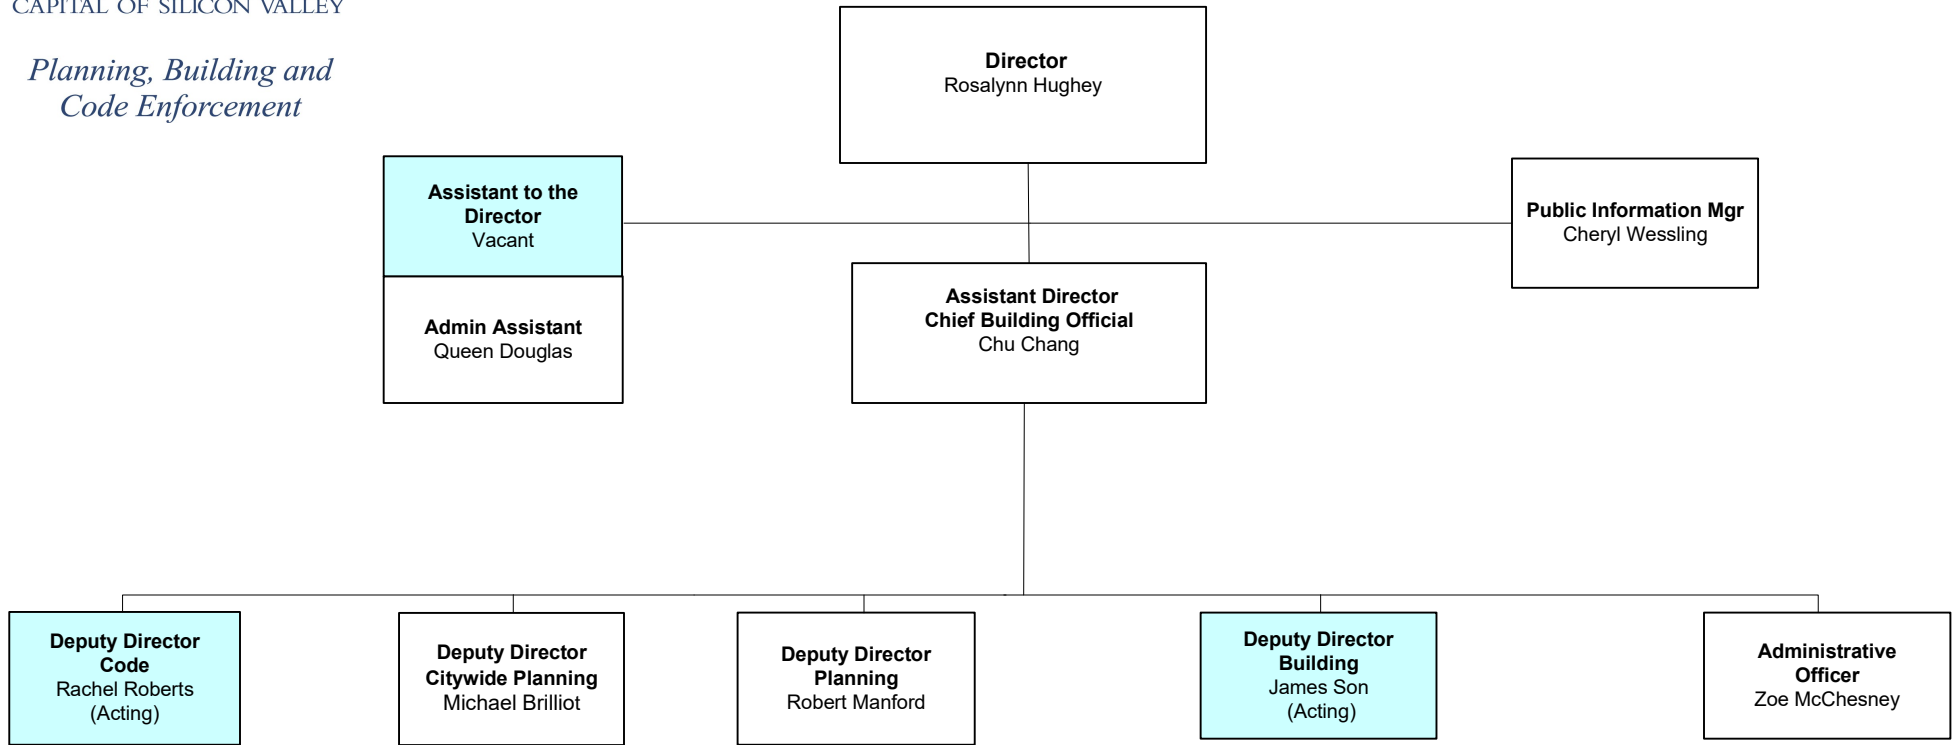 CAPITAL OF SILICON VALLEY
Planning, Building and
Code Enforcement
Director
Rosalynn Hughey
Assistant to the
Director
Vacant
Public Information Mgr
Cheryl Wessling
Admin Assistant
Queen Douglas
Assistant Director
Chief Building Official
Chu Chang
Deputy Director
Code
Rachel Roberts
(Acting)
Deputy Director
Citywide Planning
Michael Brilliot
Deputy Director
Planning
Robert Manford
Deputy Director
Building
James Son
(Acting)
Administrative
Officer
Zoe McChesney